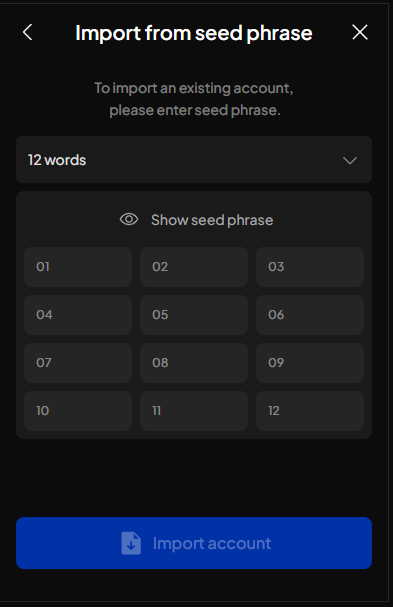 Import from seed phrase
To import an existing account,
please enter seed phrase.
12 words
Show seed phrase
01 02 03
04 05 06
07 08 09
10 11 12
Import account